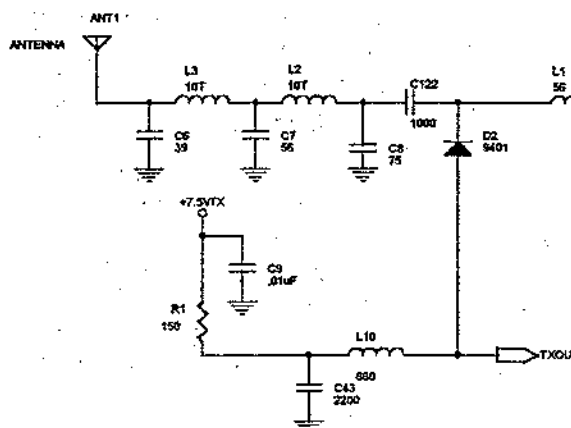 ANT1
ANTENNA
L3
10T
L2
10T
C122
1000
L1
56
C6
39
C7
56
C8
75
D2
9401
+7.5VTX
C9
.01uF
R1
150
L10
680
C43
2200
TXOU